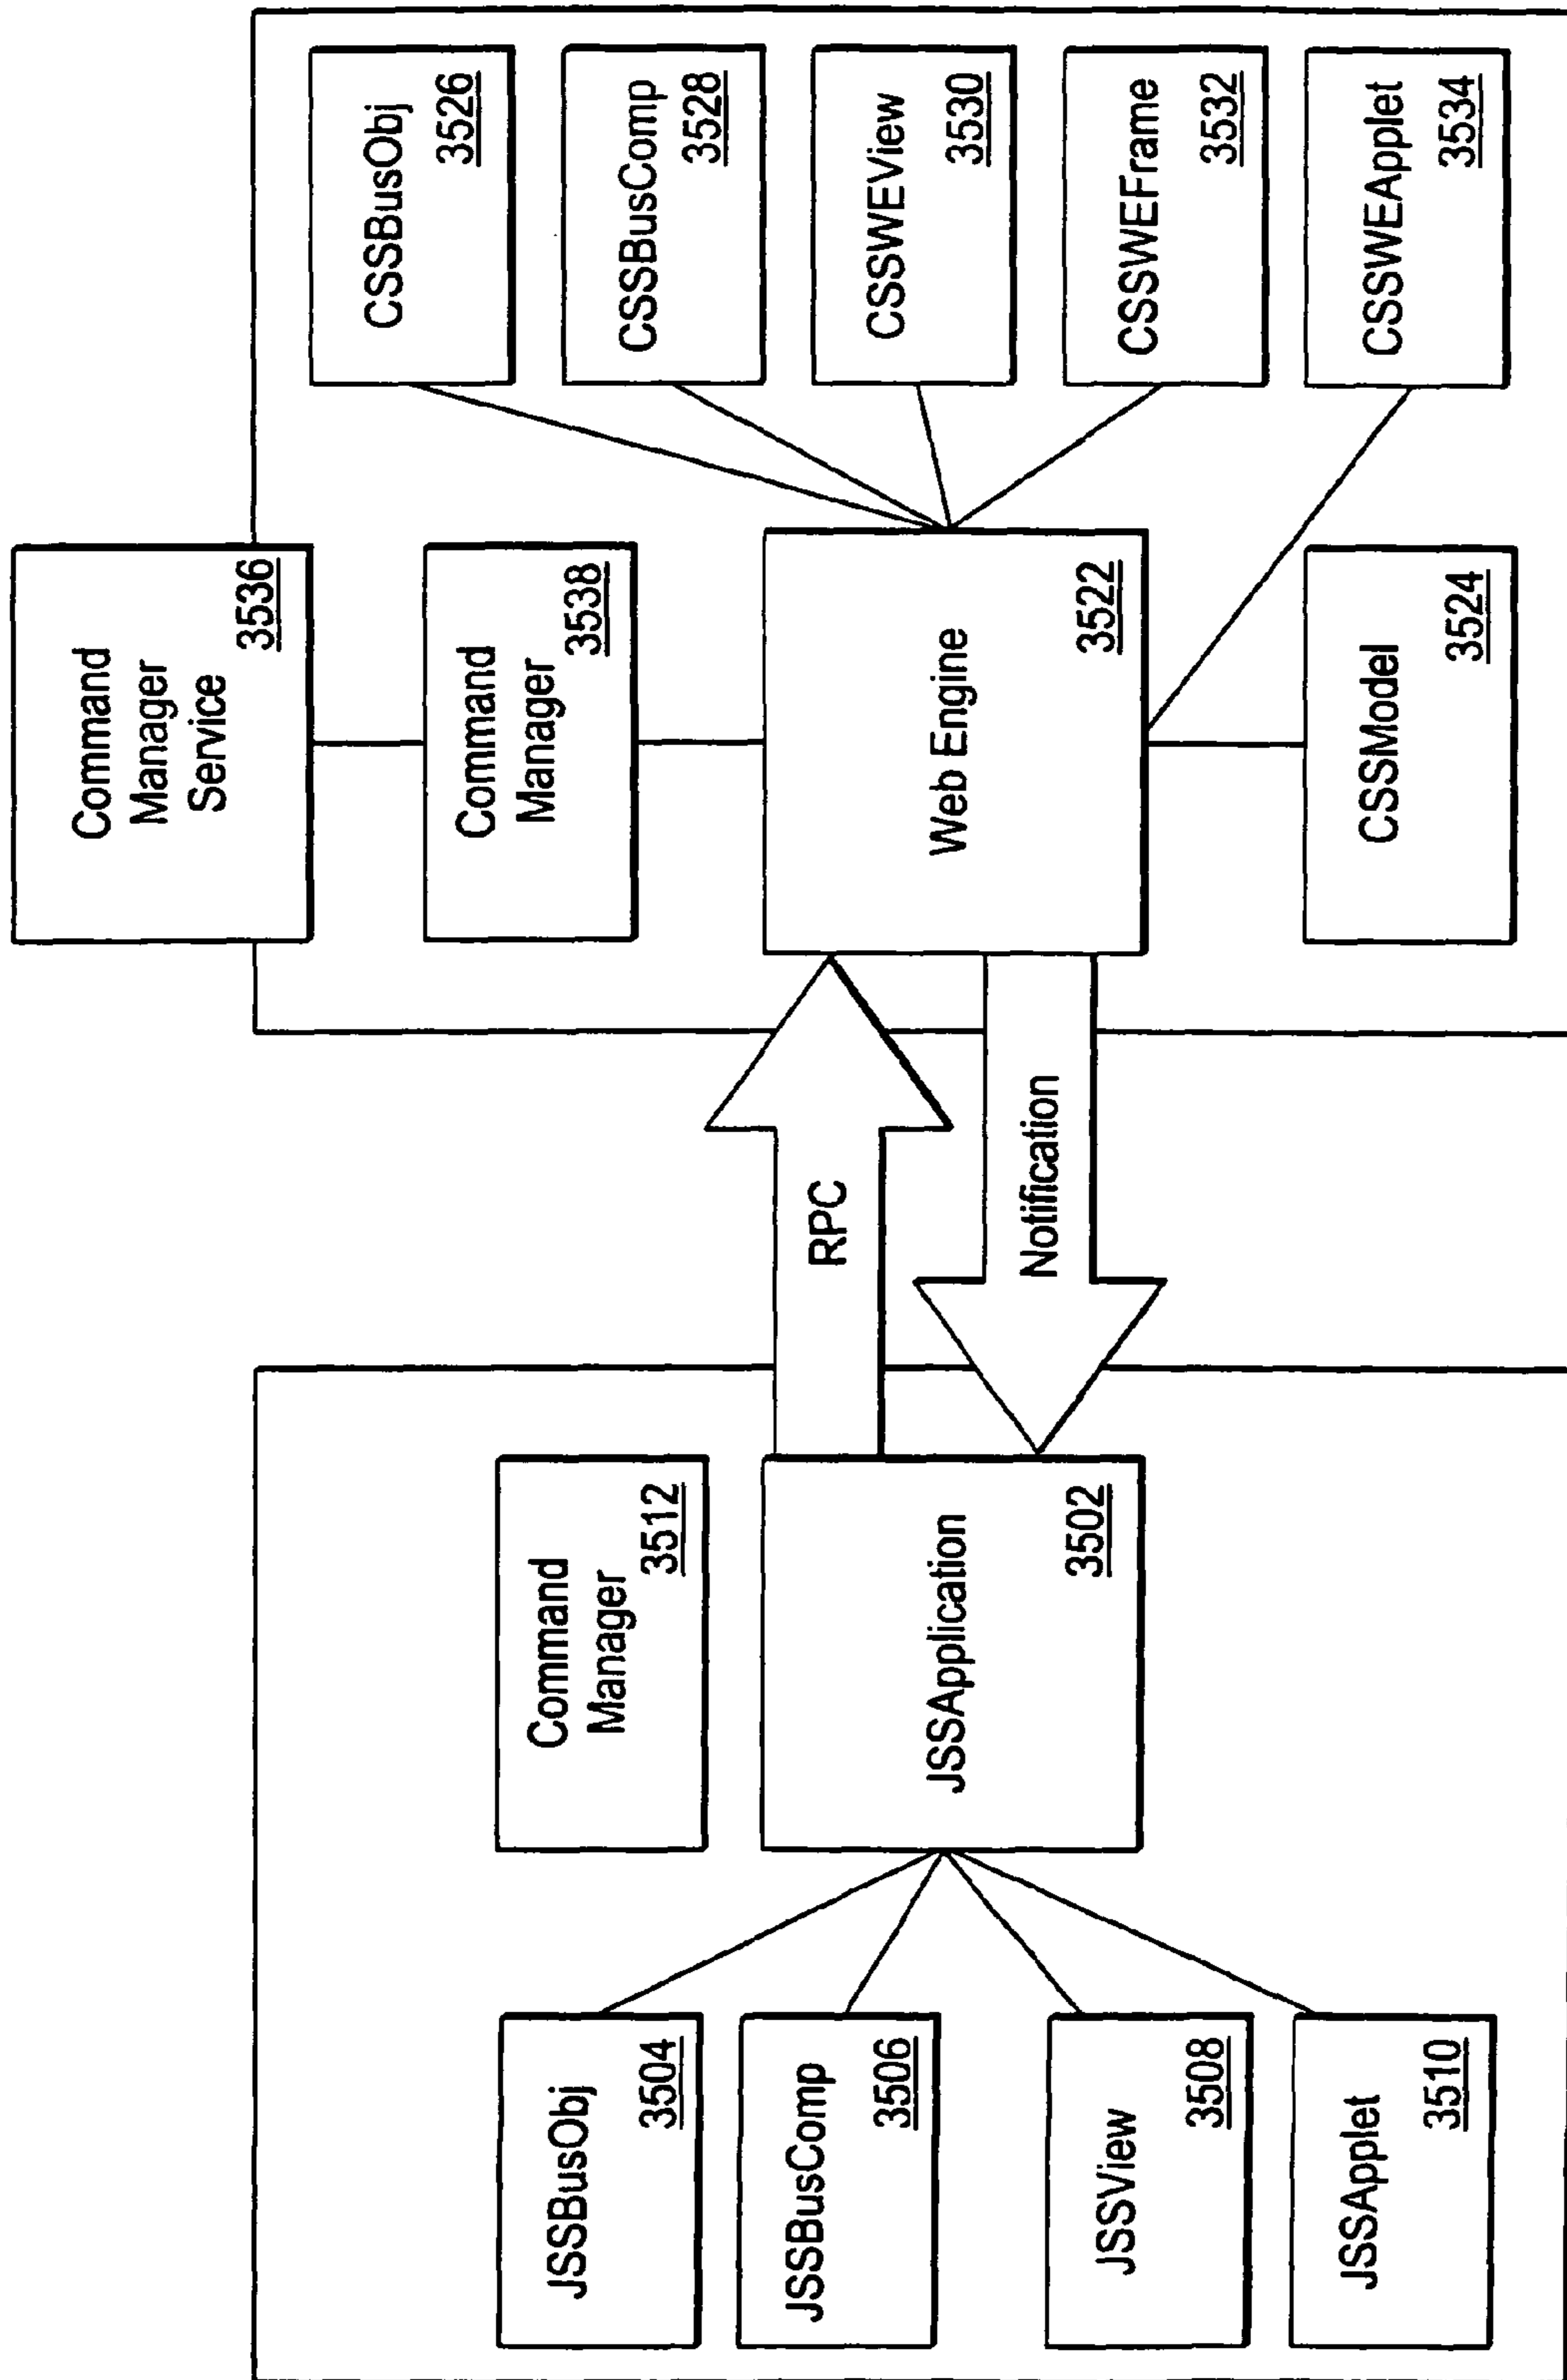 JSSBusObj
3504
JSSBusComp
3506
JSSView
3508
JSSApplet
3510
Command
Manager
3512
JSSApplication
3502
RPC
Notification
Command
Manager
Service
3536
Command
Manager
3538
Web Engine
3522
CSSModel
3524
CSSBusObj
3526
CSSBusComp
3528
CSSWEView
3530
CSSWEFrame
3532
CSSWEApplet
3534